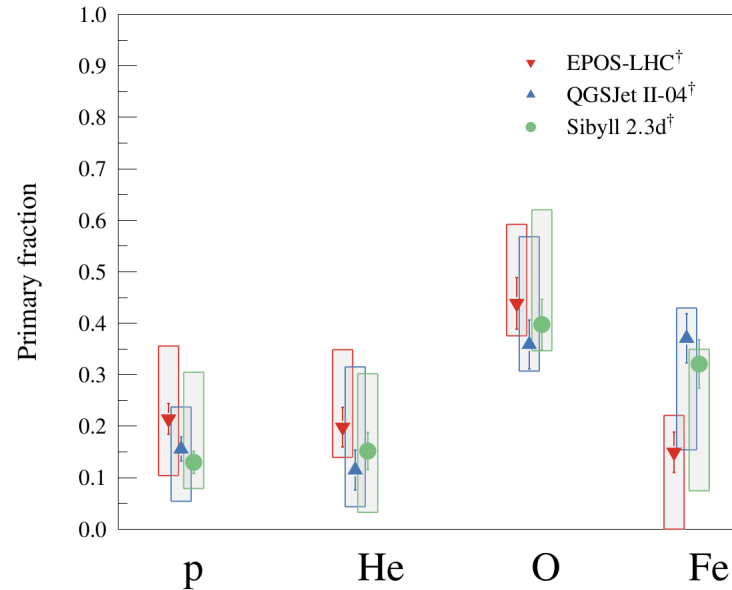 Primary fraction
1.0
0.9
0.8
0.7
0.6
0.5
0.4
0.3
0.2
0.1
0.0
EPOS-LHC†
QGSJet II-04†
Sibyll 2.3d†
p He O Fe